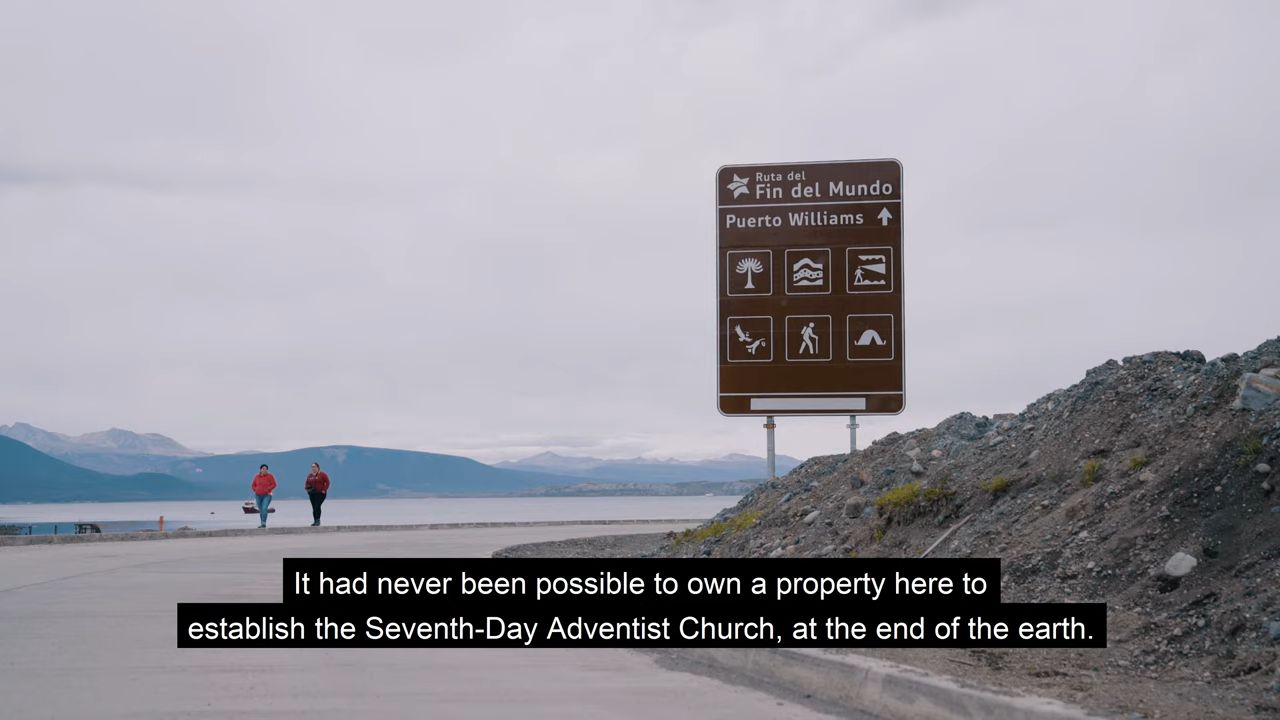 Ruta del
Fin del Mundo
Puerto Williams
It had never been possible to own a property here to
establish the Seventh-Day Adventist Church, at the end of the earth.